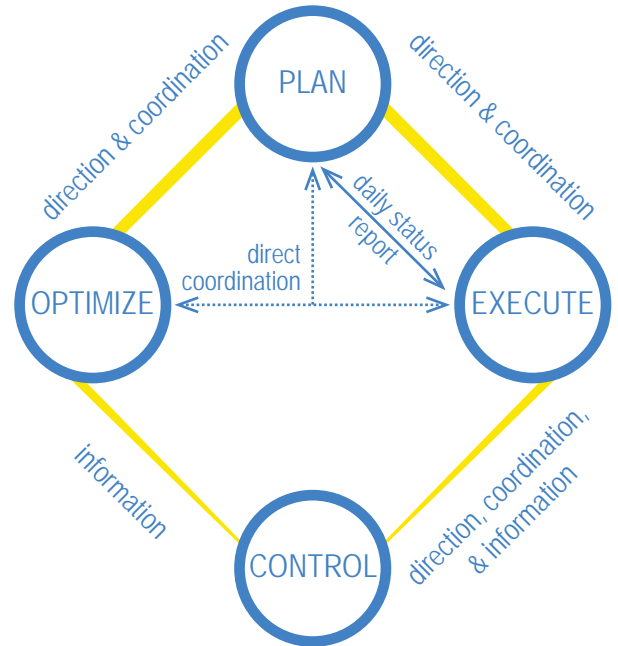 PLAN
direction & coordination
direction & coordination
daily status
report
direct
coordination
OPTIMIZE
EXECUTE
information
direction, coordination,
& information
CONTROL